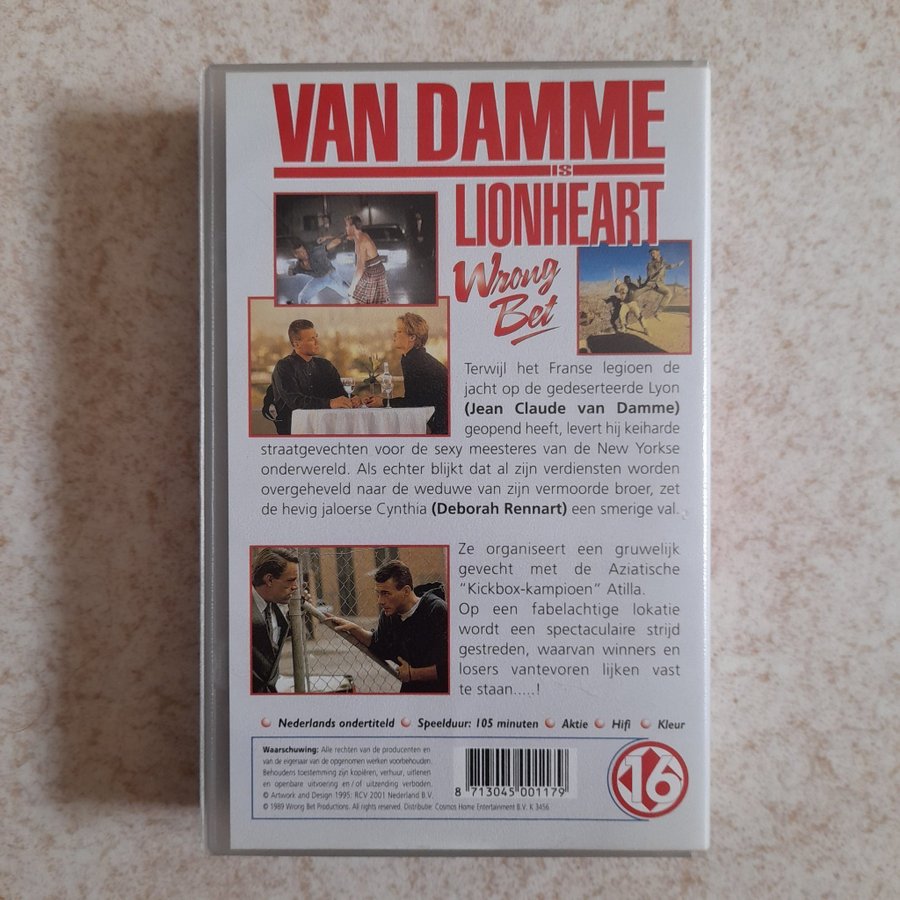 VAN DAMME
IS
LIONHEART
Wrong
Bet
Terwijl het Franse legioen de
jacht op de gedeserteerde Lyon
(Jean Claude van Damme)
geopend heeft, levert hij keiharde
straatgevechten voor de sexy meesteres van de New Yorkse
onderwereld. Als echter blijkt dat al zijn verdiensten worden
overgeheveld naar de weduwe van zijn vermoorde broer, zet
de hevig jaloerse Cynthia (Deborah Rennart) een smerige val.
Ze organiseert een gruwelijk
gevecht met de Aziatische
"Kickbox-kampioen" Atilla.
Op een fabelachtige lokatie
wordt een spectaculaire strijd
gestreden, waarvan winners en
losers vantevoren lijken vast
te staan.....!
Nederlands ondertiteld Speelduur: 105 minuten Aktie Hifi Kleur
Waarschuwing: Alle rechten van de producenten en
van de eigenaar van de opgenomen werken voorbehouden.
Behoudens toestemming zijn kopiëren, verhuur, uitlenen
en openbare uitvoering en/of uitzending verboden.
© Artwork and Design 1995: RCV 2001 Nederland B.V.
© 1989 Wrong Bet Productions. All rights reserved. Distributie: Cosmos Home Entertainment B.V. K 3456
8 713045 001179
16